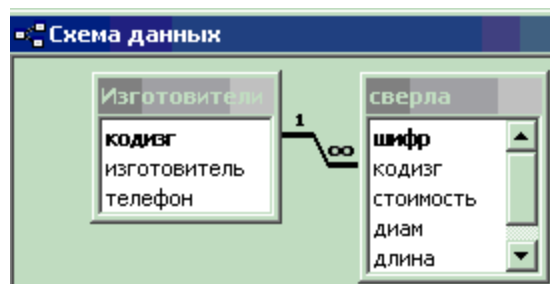 Схема данных
Изготовители
кодизг
изготовитель
телефон
1
∞
сверла
шифр
кодизг
стоимость
диам
длина